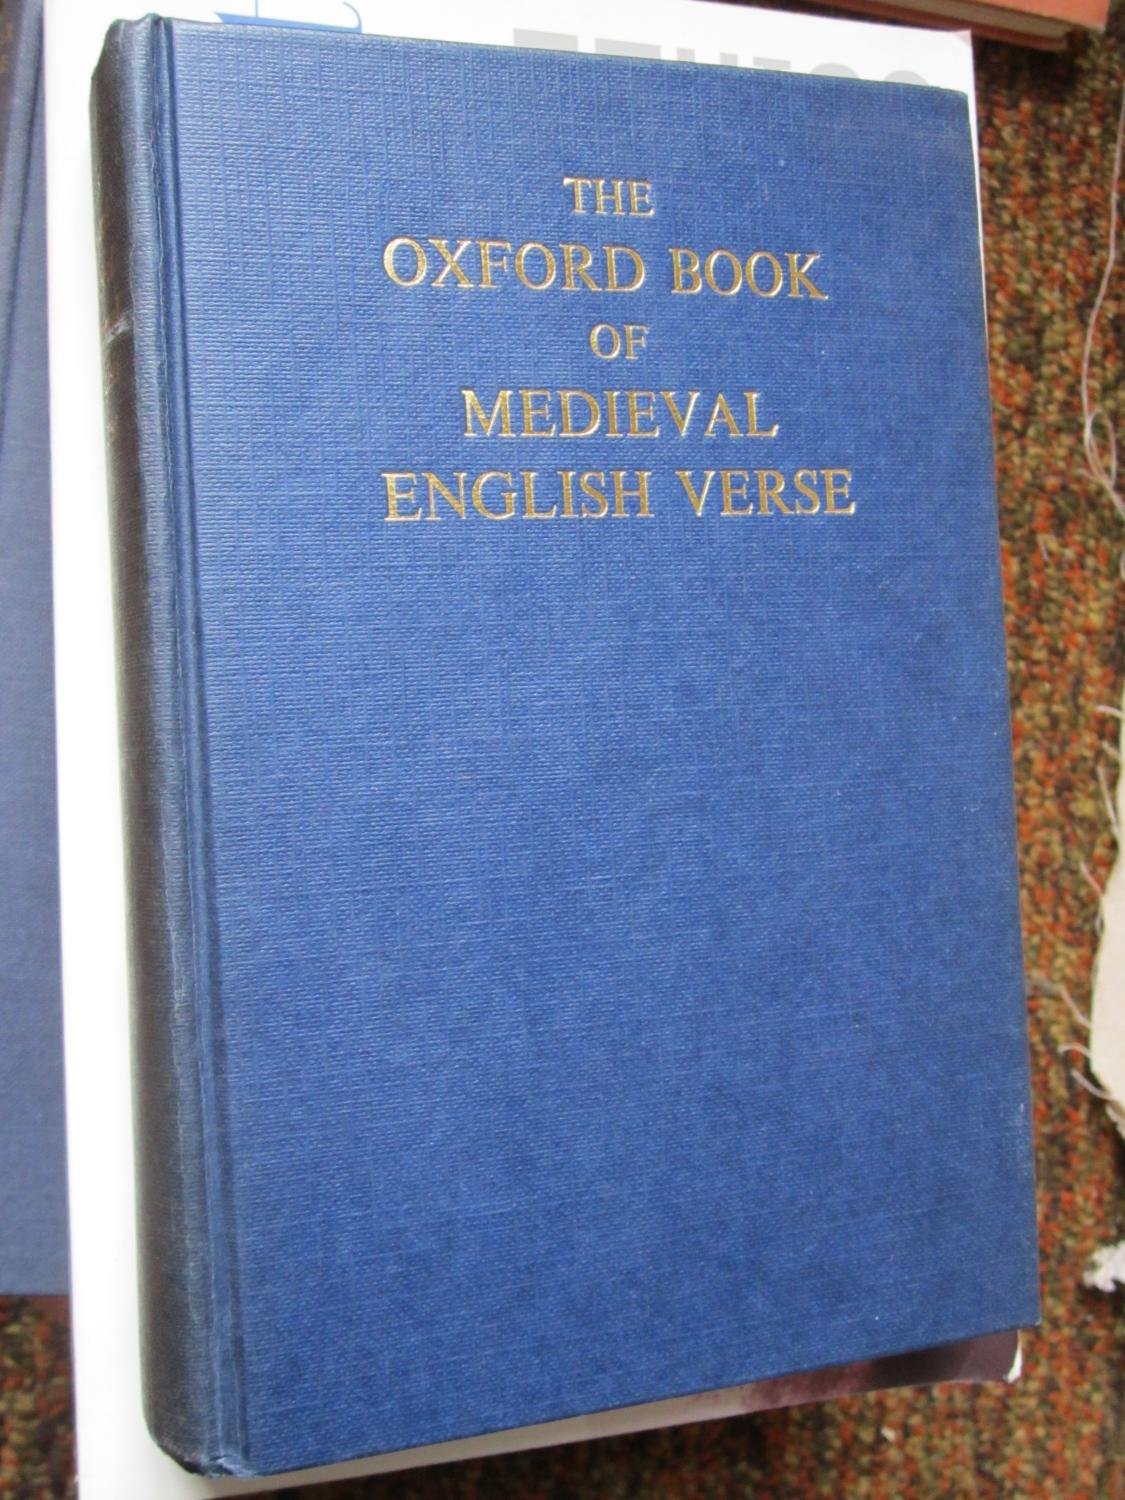 THE
OXFORD BOOK
OF
MEDIEVAL
ENGLISH VERSE